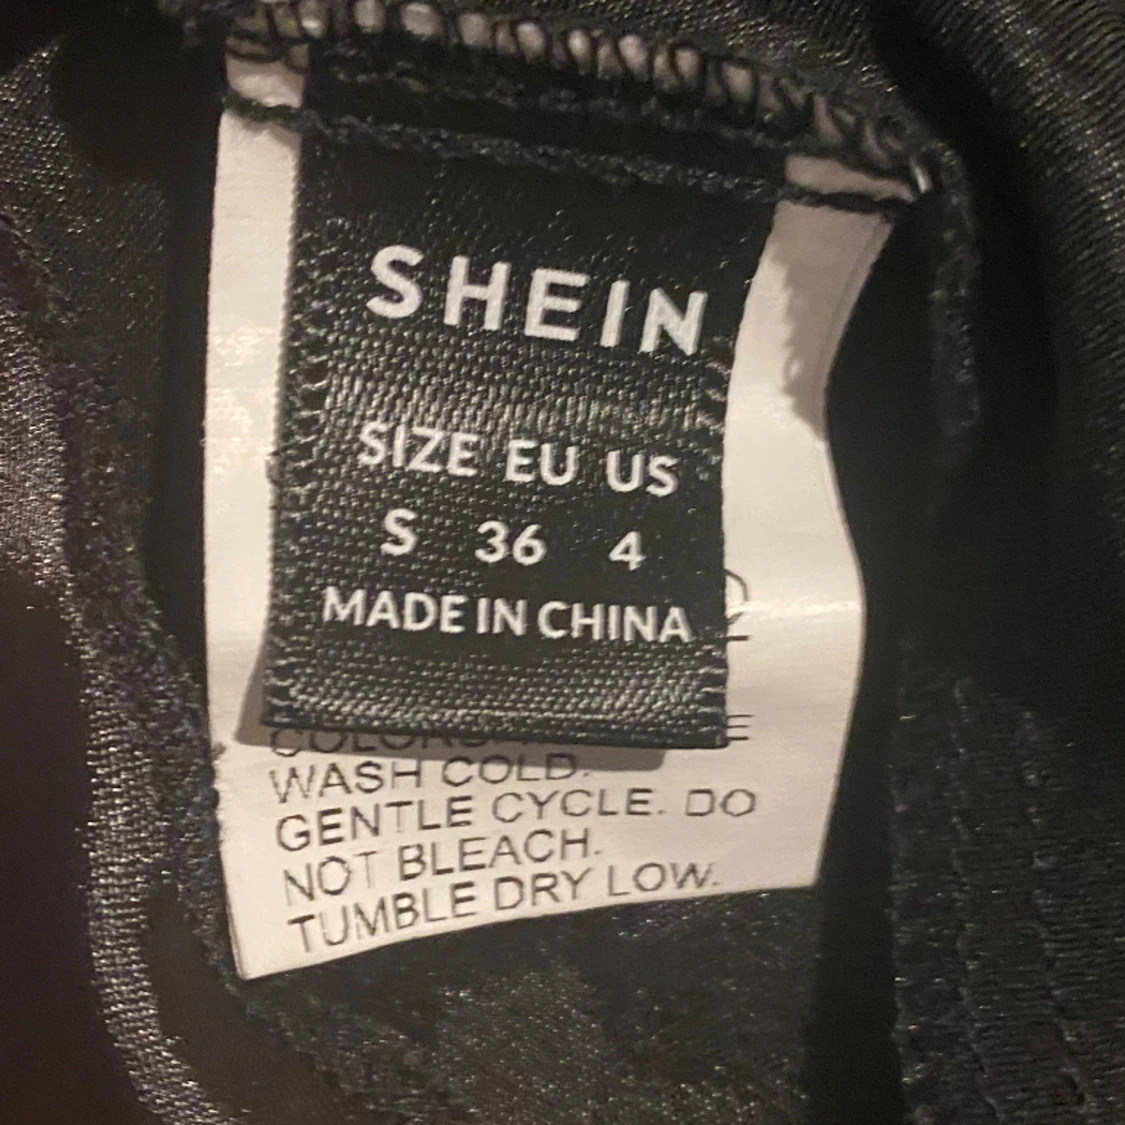 SHEIN
SIZE EU US
S 36 4
MADE IN CHINA
WASH COLD.
GENTLE CYCLE. DO
NOT BLEACH.
TUMBLE DRY LOW.